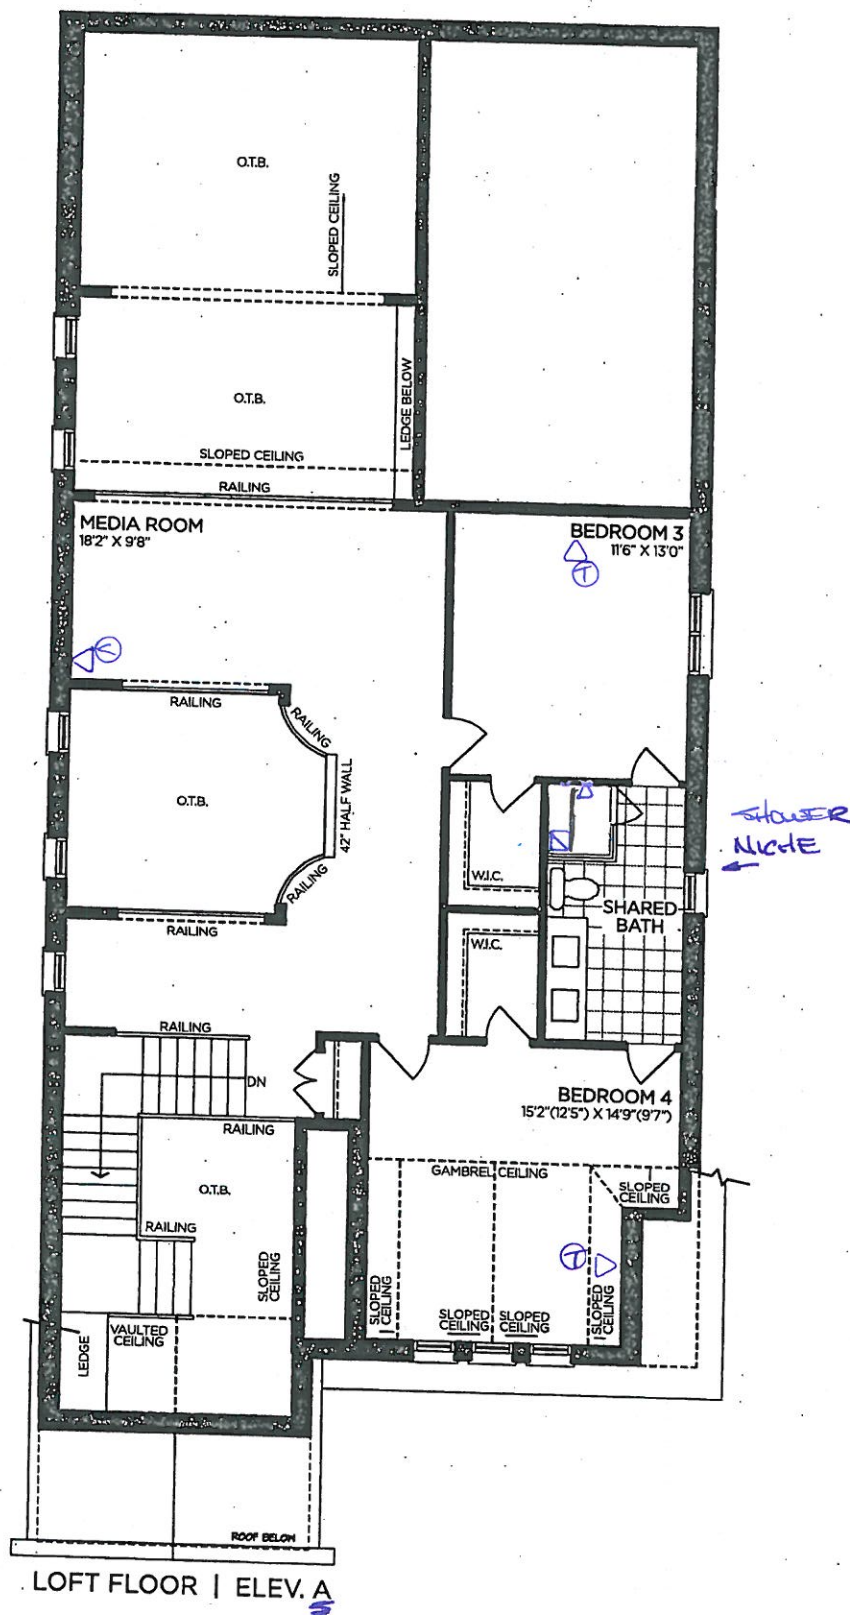 O.T.B.
SLOPED CEILING
O.T.B.
LEDGE BELOW
SLOPED CEILING
RAILING
MEDIA ROOM
18'2" X 9'8"
BEDROOM 3
11'6" X 13'0"
T
RAILING
RAILING
O.T.B.
42" HALF WALL
RAILING
RAILING
SHOWER
NICHE
W.I.C.
SHARED
BATH
W.I.C.
RAILING
DN
RAILING
BEDROOM 4
15'2"(12'5") X 14'9"(9'7")
O.T.B.
GAMBREL CEILING
SLOPED
CEILING
RAILING
T
SLOPED
CEILING
SLOPED
CEILING
SLOPED
CEILING
SLOPED
CEILING
SLOPED
CEILING
VAULTED
CEILING
LEDGE
ROOF BELOW
LOFT FLOOR | ELEV. A